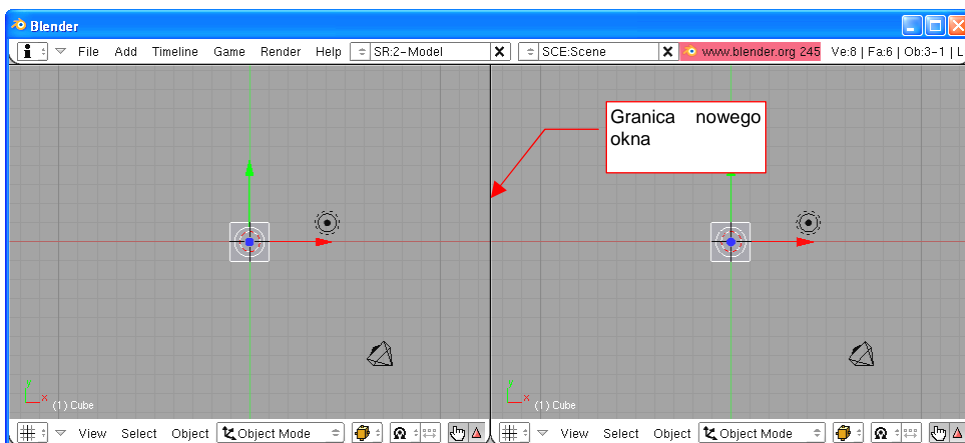 Blender
File Add Timeline Game Render Help SR:2-Model SCE:Scene www.blender.org 245 Ve:8 | Fa:6 | Ob:3-1 | L
Granica nowego
okna
y
x
(1) Cube
y
x
(1) Cube
View Select Object Object Mode
View Select Object Object Mode